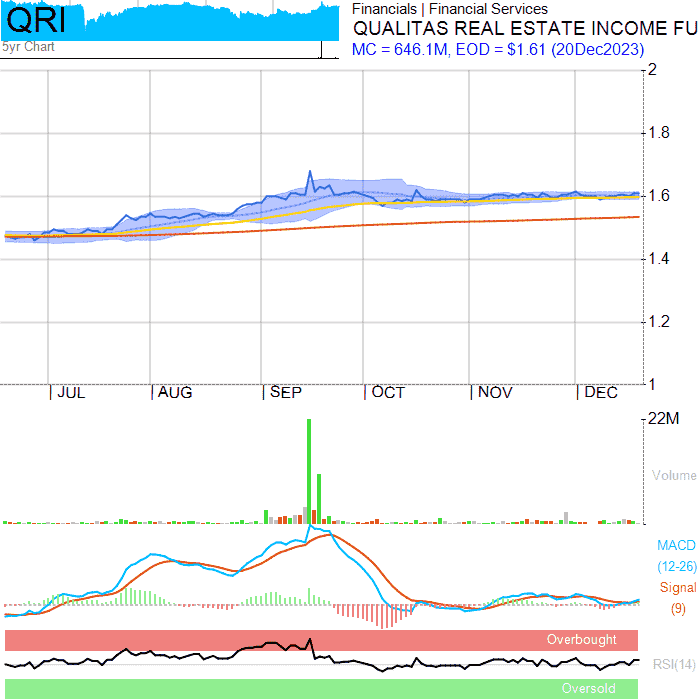 QRI
5yr Chart
Financials | Financial Services
QUALITAS REAL ESTATE INCOME FU
MC = 646.1M, EOD = $1.61 (20Dec2023)
2
1.8
1.6
1.4
1.2
1
JUL AUG SEP OCT NOV DEC
22M
Volume
MACD
(12-26)
Signal
(9)
Overbought
RSI(14)
Oversold